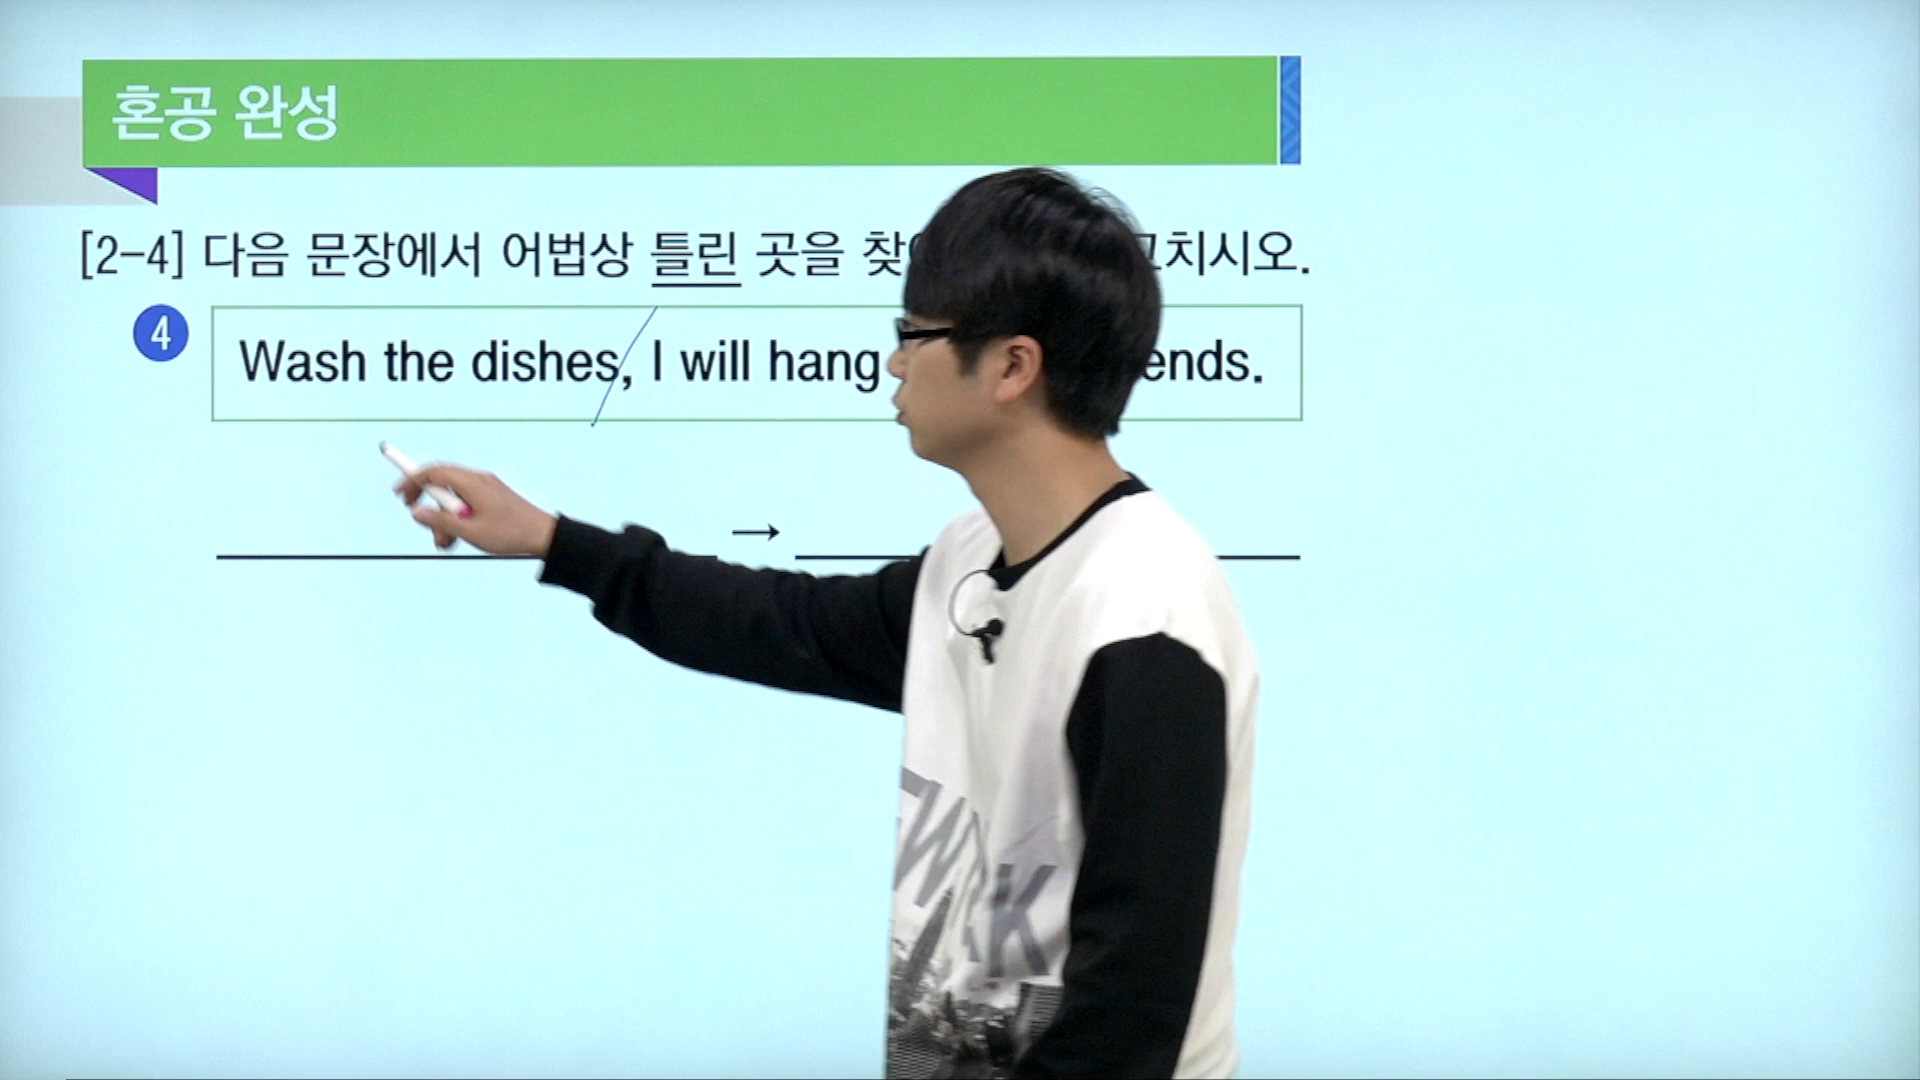 혼공 완성
[2-4] 다음 문장에서 어법상 틀린 곳을 찾 고치시오.
4 Wash the dishes, I will hang ends.
→
WORK